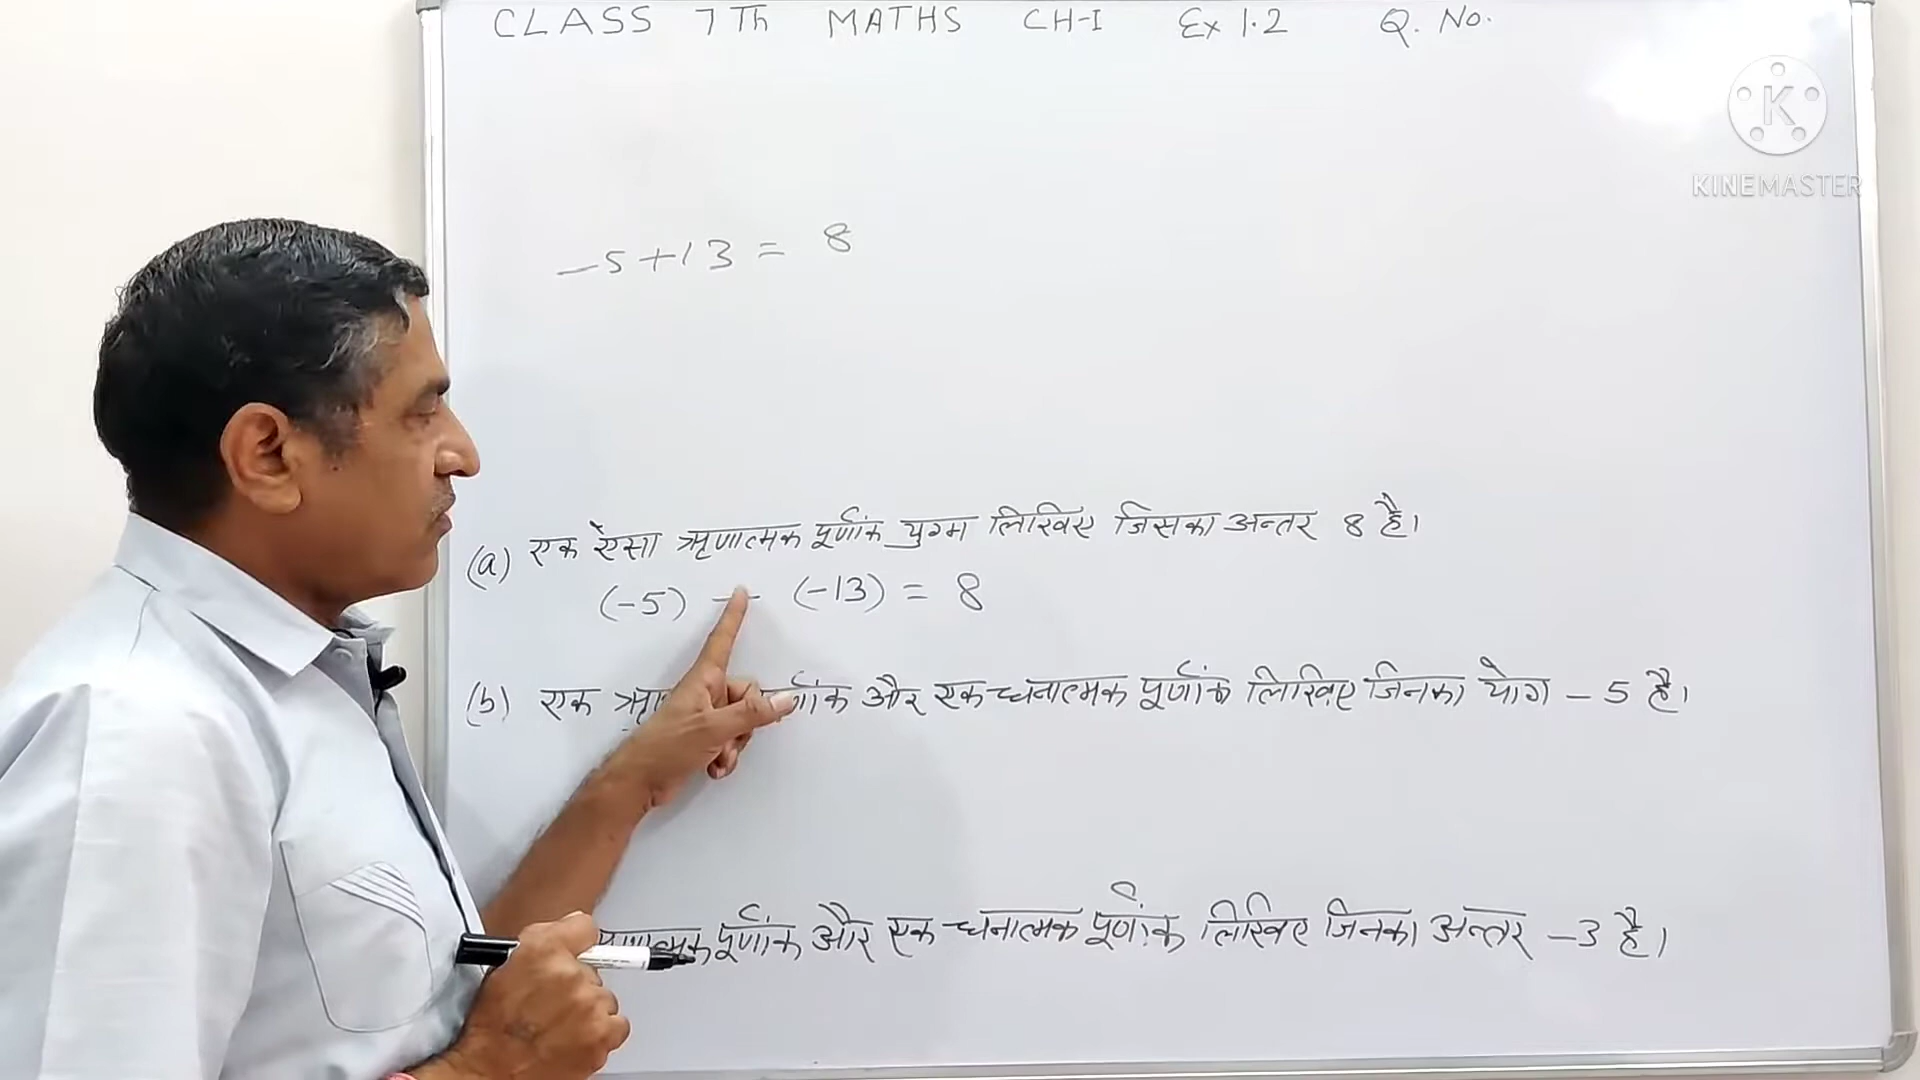 CLASS 7Th MATHS CH-I Ex 1.2 Q. No.
K
KINEMASTER
-5+13 = 8
(a) एक ऐसा ऋणात्मक पूर्णांक युग्म लिखिए जिसका अन्तर 8 है।
(-5) - (-13) = 8
(b) एक पूर्णांक और एक धनात्मक पूर्णांक लिखिए जिनका योग - 5 है।
पूर्णांक और एक धनात्मक पूर्णांक लिखिए जिनका अन्तर -3 है।